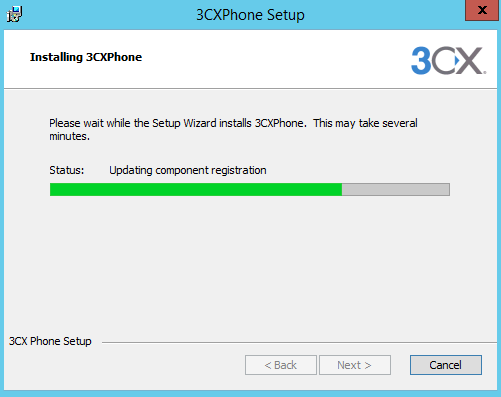 3CXPhone Setup
x
Installing 3CXPhone
3CX.
Please wait while the Setup Wizard installs 3CXPhone.  This may take several
minutes.
Status: Updating component registration
3CX Phone Setup
< Back Next > Cancel